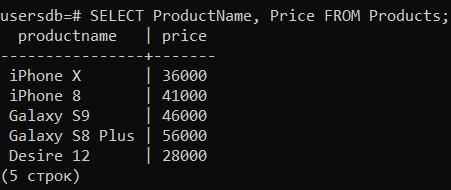 usersdb=# SELECT ProductName, Price FROM Products;
  productname   | price
----------------+-------
 iPhone X       | 36000
 iPhone 8       | 41000
 Galaxy S9      | 46000
 Galaxy S8 Plus | 56000
 Desire 12      | 28000
(5 строк)